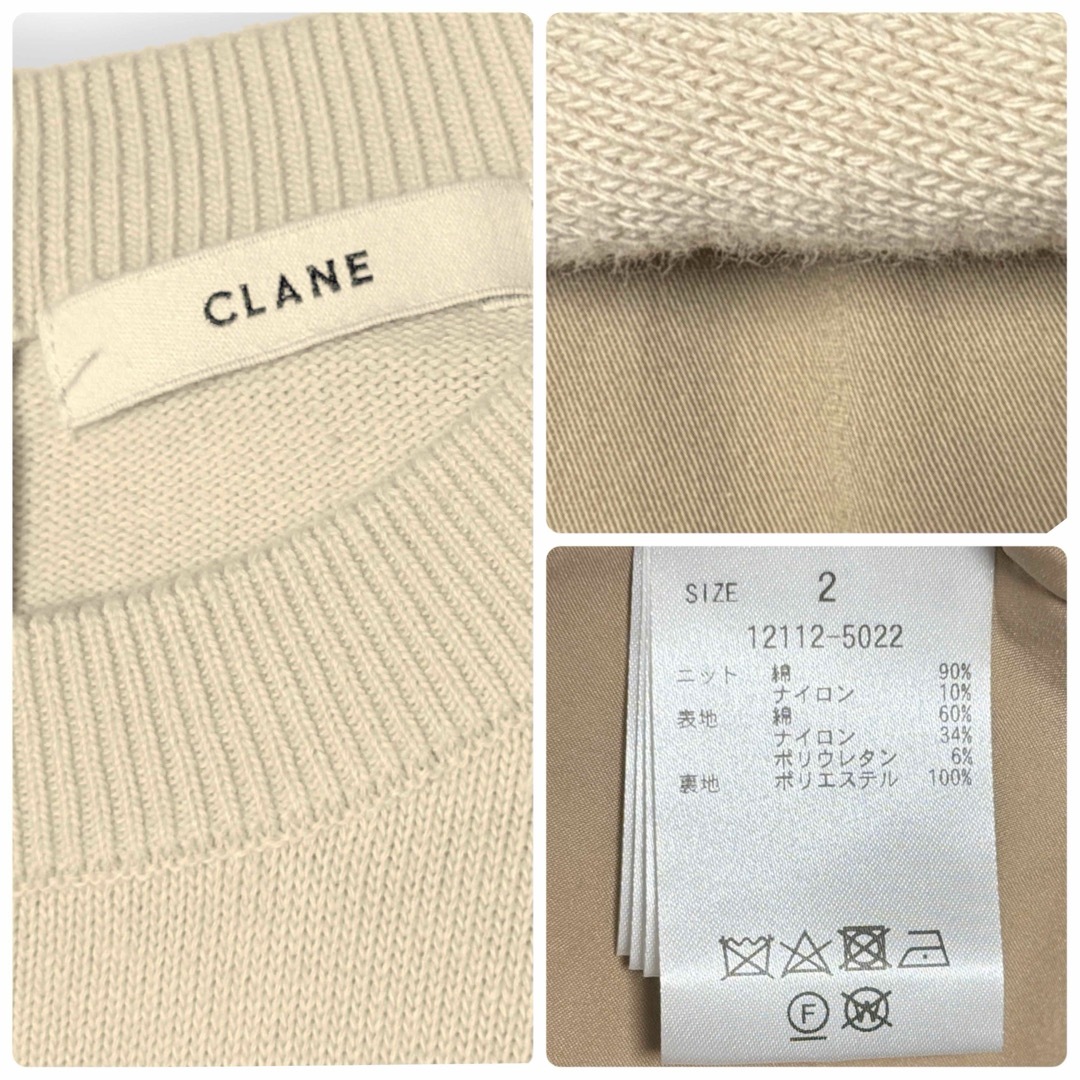 CLANE
SIZE 2
12112-5022
ニット 綿 90%
ナイロン 10%
表地 綿 60%
ナイロン 34%
ポリウレタン 6%
裏地 ポリエステル 100%
F W